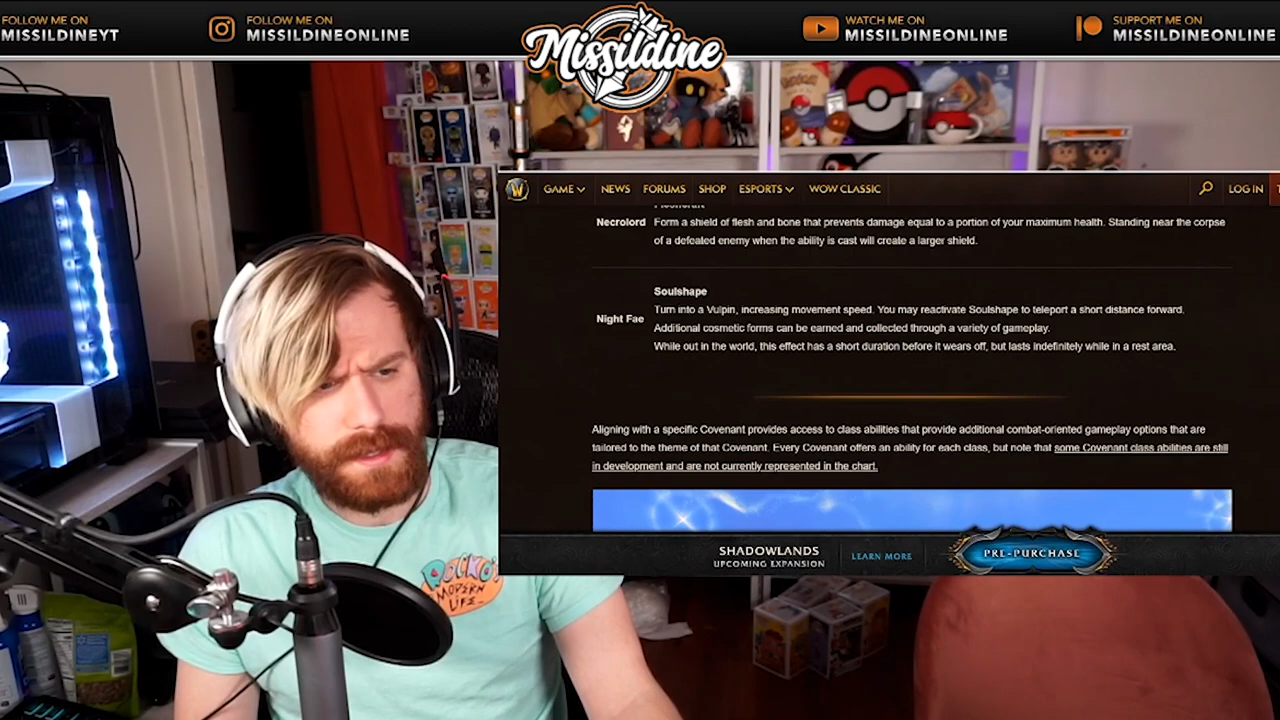 FOLLOW ME ON
MISSILDINEYT
FOLLOW ME ON
MISSILDINEONLINE
Missildine
WATCH ME ON
MISSILDINEONLINE
SUPPORT ME ON
MISSILDINEONLINE
GAME NEWS FORUMS SHOP ESPORTS WOW CLASSIC LOG IN
Necrolord
Form a shield of flesh and bone that prevents damage equal to a portion of your maximum health. Standing near the corpse
of a defeated enemy when the ability is cast will create a larger shield.
Soulshape
Night Fae
Turn into a Vulpin, increasing movement speed. You may reactivate Soulshape to teleport a short distance forward.
Additional cosmetic forms can be earned and collected through a variety of gameplay.
While out in the world, this effect has a short duration before it wears off, but lasts indefinitely while in a rest area.
Aligning with a specific Covenant provides access to class abilities that provide additional combat-oriented gameplay options that are
tailored to the theme of that Covenant. Every Covenant offers an ability for each class, but note that some Covenant class abilities are still
in development and are not currently represented in the chart.
SHADOWLANDS
UPCOMING EXPANSION
LEARN MORE
PRE-PURCHASE
ROCKO'S
MODERN
LIFE